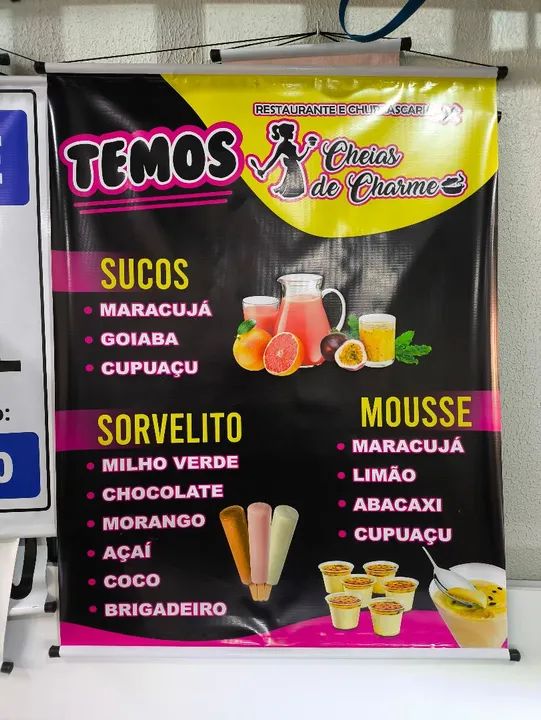 RESTAURANTE E CHURRASCARIA
TEMOS
Cheias
de Charme
SUCOS
• MARACUJÁ
• GOIABA
• CUPUAÇU
SORVELITO
• MILHO VERDE
• CHOCOLATE
• MORANGO
• AÇAÍ
• COCO
• BRIGADEIRO
MOUSSE
• MARACUJÁ
• LIMÃO
• ABACAXI
• CUPUAÇU